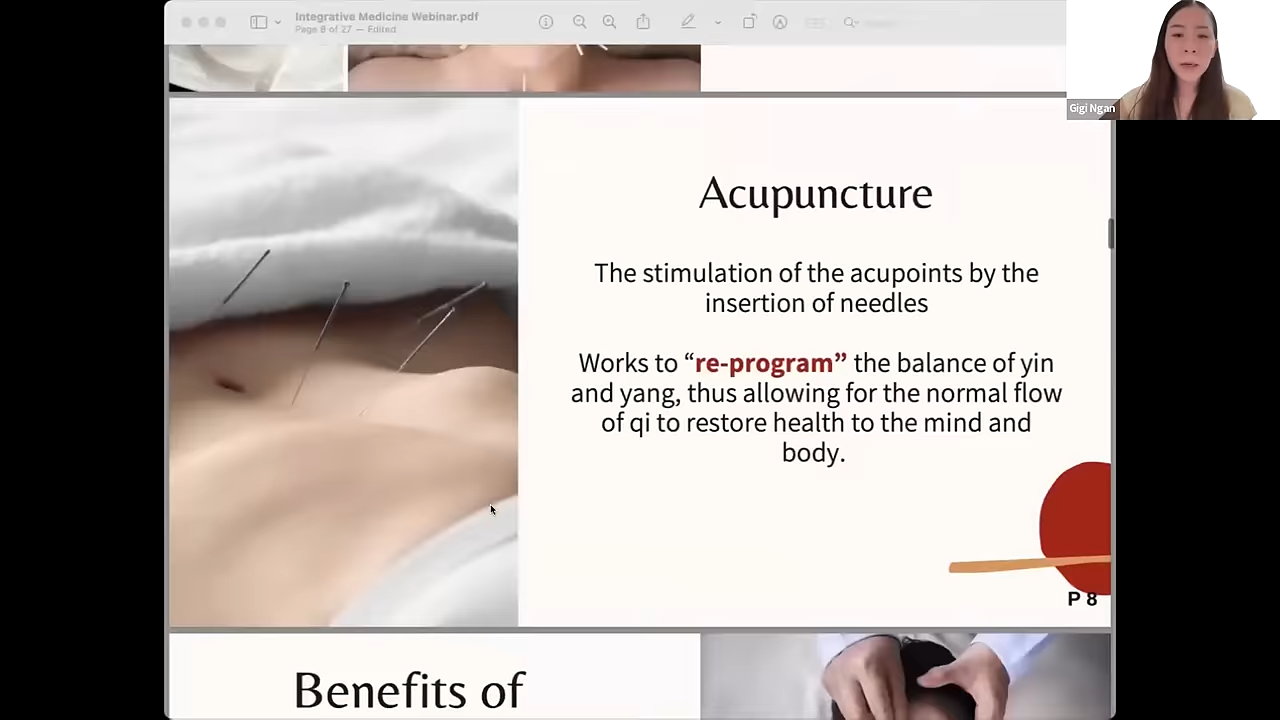 Integrative Medicine Webinar.pdf
Page 8 of 27 — Edited
Gigi Ngan
Acupuncture
The stimulation of the acupoints by the
insertion of needles
Works to “re-program” the balance of yin
and yang, thus allowing for the normal flow
of qi to restore health to the mind and
body.
P 8
Benefits of